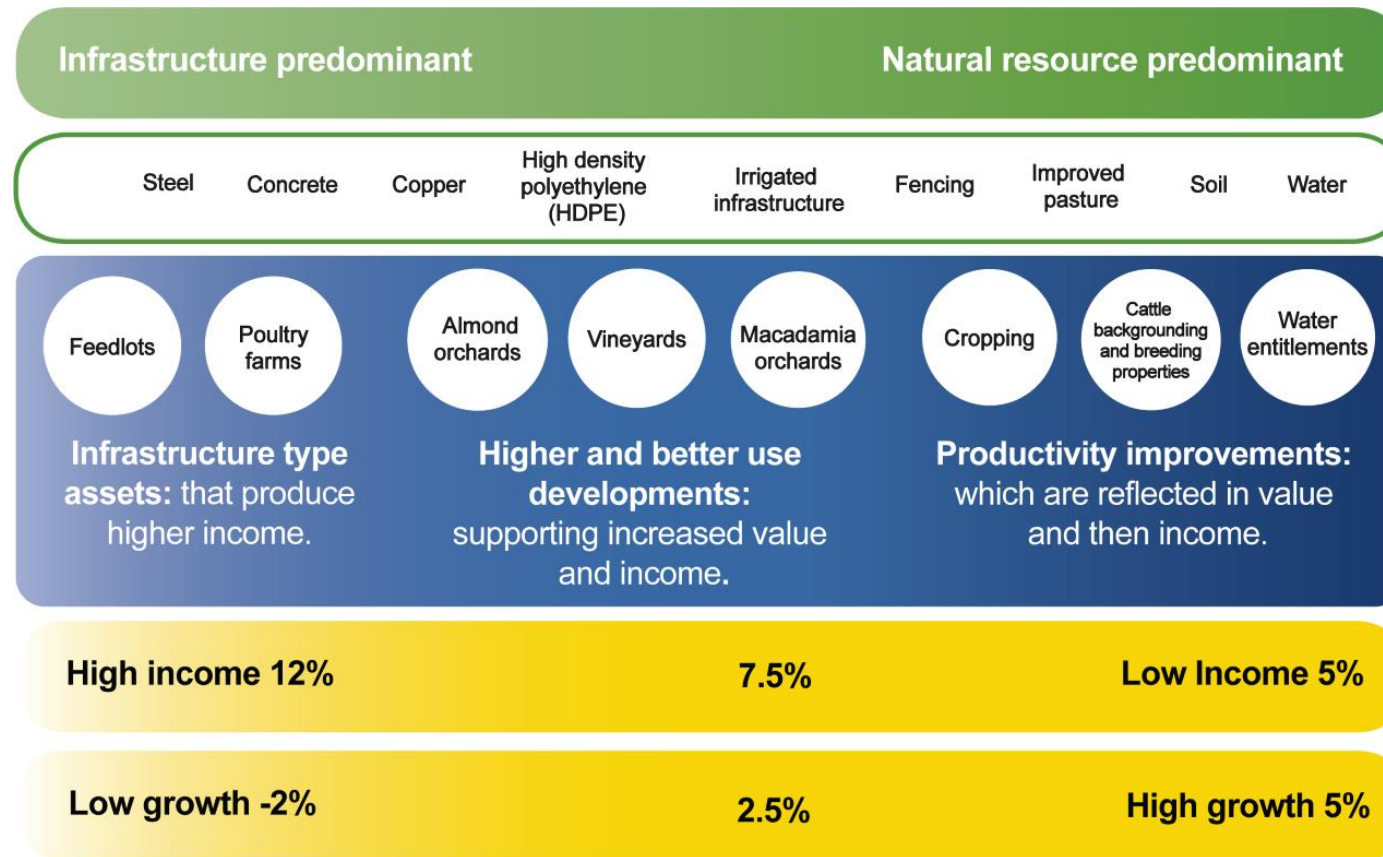 Infrastructure predominant
Natural resource predominant
Steel
Concrete
Copper
High density
polyethylene
(HDPE)
Irrigated
infrastructure
Fencing
Improved
pasture
Soil
Water
Feedlots
Poultry
farms
Almond
orchards
Vineyards
Macadamia
orchards
Cropping
Cattle
backgrounding
and breeding
properties
Water
entitlements
Infrastructure type
assets: that produce
higher income.
Higher and better use
developments:
supporting increased value
and income.
Productivity improvements:
which are reflected in value
and then income.
High income 12%
7.5%
Low Income 5%
Low growth -2%
2.5%
High growth 5%